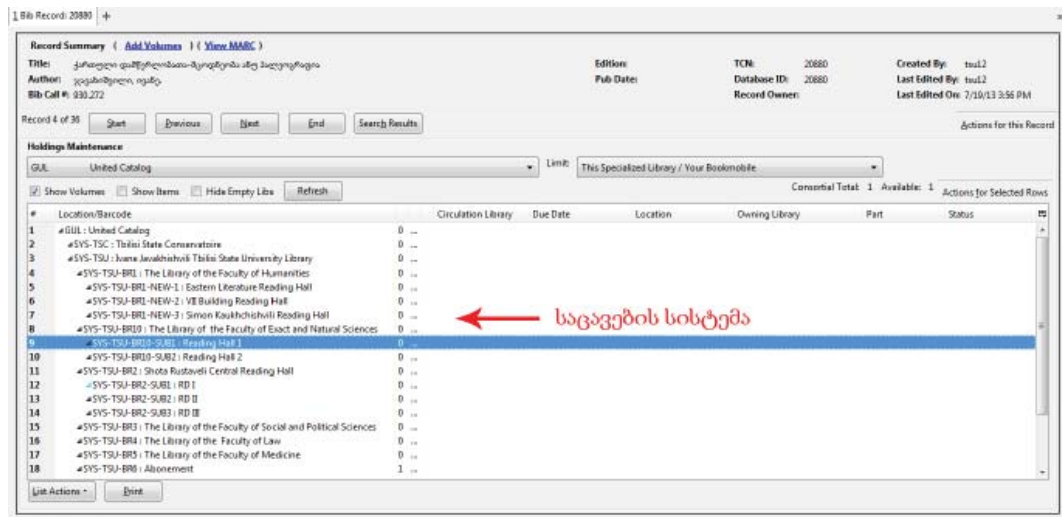 1 Bib Record: 20880 +
Record Summary ( Add Volumes ) ( View MARC )
Title: ქართული დამწერლობათა-მცოდნეობა ანუ პალეოგრაფია Edition: TCN: 20880 Created By: tsu12
Author: ჯავახიშვილი, ივანე. Pub Date: Database ID: 20880 Last Edited By: tsu12
Bib Call #: 930.272 Record Owner: Last Edited On: 7/19/13 3:56 PM
Record 4 of 36 Start Previous Next End Search Results Actions for this Record
Holdings Maintenance
GUL United Catalog Limit: This Specialized Library / Your Bookmobile
Show Volumes Show Items Hide Empty Libs Refresh Consortial Total: 1 Available: 1 Actions for Selected Rows
# Location/Barcode Circulation Library Due Date Location Owning Library Part Status
1 GUL : United Catalog 0 ...
2 SYS-TSC : Tbilisi State Conservatoire 0 ...
3 SYS-TSU : Ivane Javakhishvili Tbilisi State University Library 0 ...
4 SYS-TSU-BR1 : The Library of the Faculty of Humanities 0 ...
5 SYS-TSU-BR1-NEW-1 : Eastern Literature Reading Hall 0 ...
6 SYS-TSU-BR1-NEW-2 : VII Building Reading Hall 0 ...
7 SYS-TSU-BR1-NEW-3 : Simon Kaukhchishvili Reading Hall 0 ...
საცავების სისტემა
8 SYS-TSU-BR10 : The Library of the Faculty of Exact and Natural Sciences 0 ...
9 SYS-TSU-BR10-SUB1 : Reading Hall 1 0 ...
10 SYS-TSU-BR10-SUB2 : Reading Hall 2 0 ...
11 SYS-TSU-BR2 : Shota Rustaveli Central Reading Hall 0 ...
12 SYS-TSU-BR2-SUB1 : RD I 0 ...
13 SYS-TSU-BR2-SUB2 : RD II 0 ...
14 SYS-TSU-BR2-SUB3 : RD III 0 ...
15 SYS-TSU-BR3 : The Library of the Faculty of Social and Political Sciences 0 ...
16 SYS-TSU-BR4 : The Library of the Faculty of Law 0 ...
17 SYS-TSU-BR5 : The Library of the Faculty of Medicine 0 ...
18 SYS-TSU-BR6 : Abonement 1 ...
List Actions Print